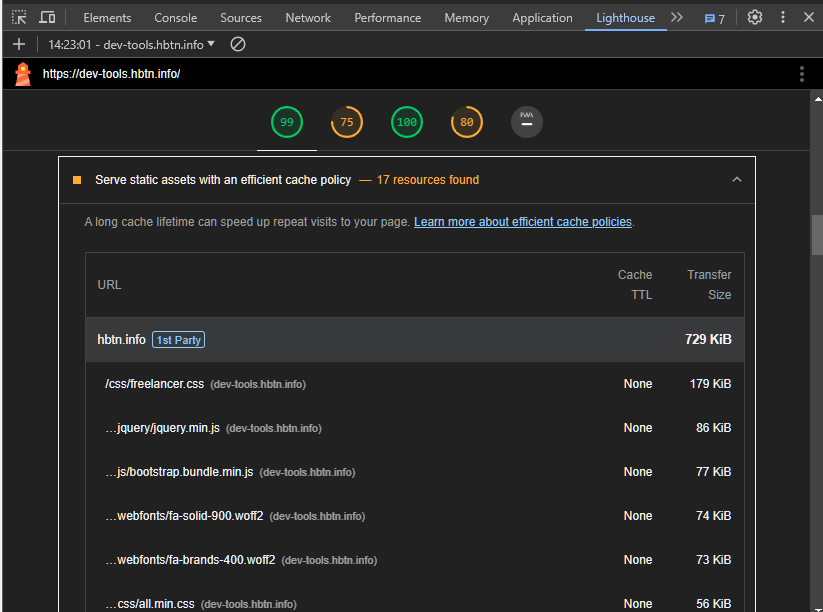 Elements Console Sources Network Performance Memory Application Lighthouse 7
14:23:01 - dev-tools.hbtn.info
https://dev-tools.hbtn.info/
99 75 100 80 PWA
Serve static assets with an efficient cache policy — 17 resources found
A long cache lifetime can speed up repeat visits to your page. Learn more about efficient cache policies.
URL Cache TTL Transfer Size
hbtn.info 1st Party 729 KiB
/css/freelancer.css (dev-tools.hbtn.info) None 179 KiB
…jquery/jquery.min.js (dev-tools.hbtn.info) None 86 KiB
…js/bootstrap.bundle.min.js (dev-tools.hbtn.info) None 77 KiB
…webfonts/fa-solid-900.woff2 (dev-tools.hbtn.info) None 74 KiB
…webfonts/fa-brands-400.woff2 (dev-tools.hbtn.info) None 73 KiB
…css/all.min.css (dev-tools.hbtn.info) None 56 KiB